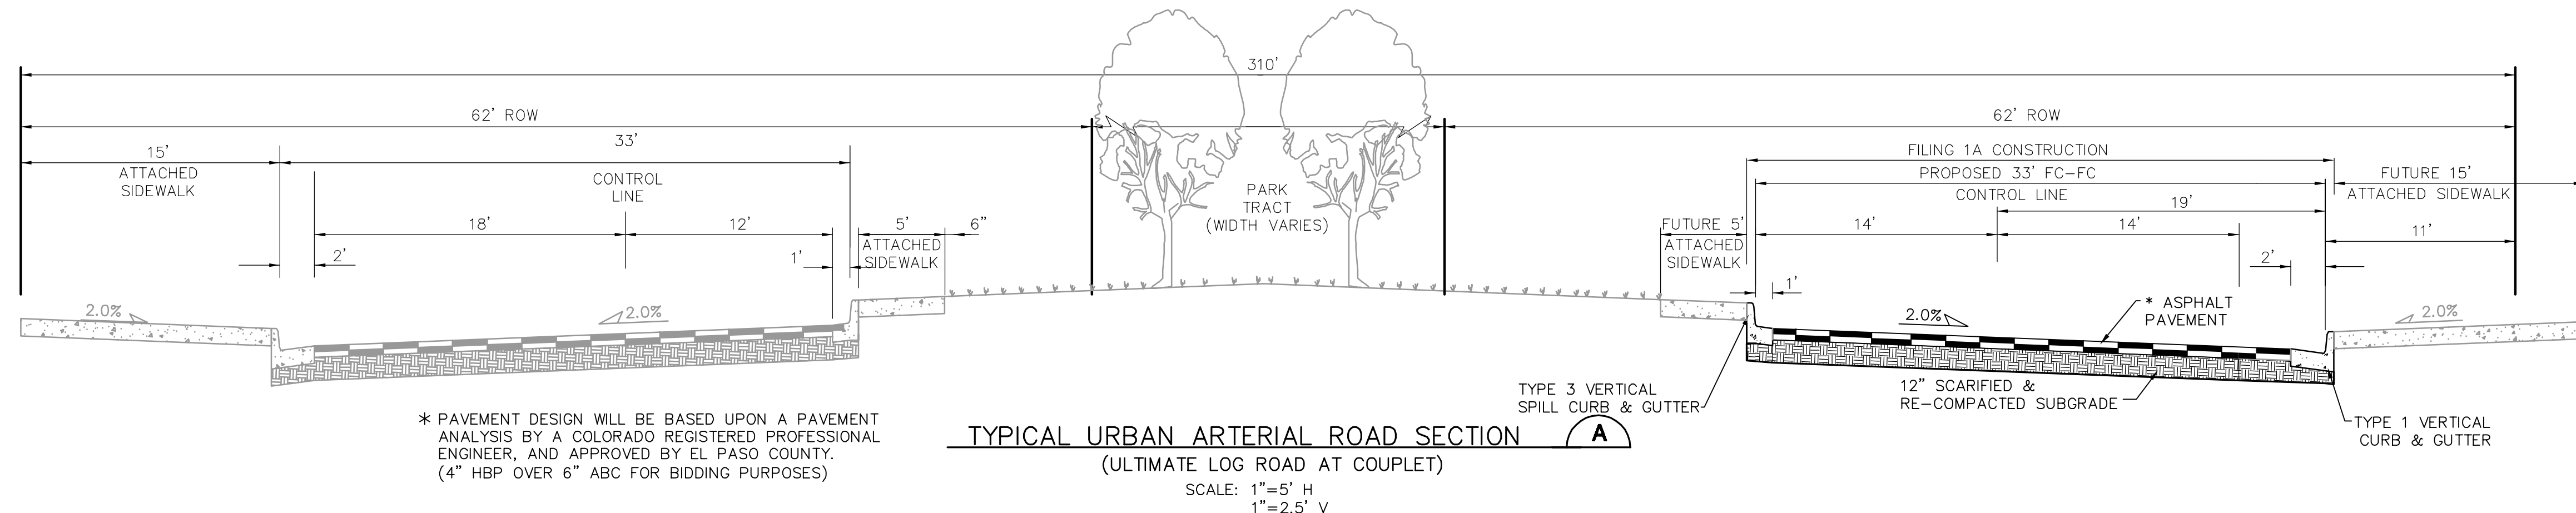 310'
62' ROW
62' ROW
15'
ATTACHED
SIDEWALK
33'
CONTROL
LINE
18'
12'
2'
1'
5'
6"
ATTACHED
SIDEWALK
PARK
TRACT
(WIDTH VARIES)
FILING 1A CONSTRUCTION
PROPOSED 33' FC-FC
CONTROL LINE
19'
14'
14'
FUTURE 5'
ATTACHED
SIDEWALK
1'
2'
FUTURE 15'
ATTACHED SIDEWALK
11'
2.0%
2.0%
2.0%
2.0%
* ASPHALT
PAVEMENT
TYPE 3 VERTICAL
SPILL CURB & GUTTER
12" SCARIFIED &
RE-COMPACTED SUBGRADE
TYPE 1 VERTICAL
CURB & GUTTER
* PAVEMENT DESIGN WILL BE BASED UPON A PAVEMENT
ANALYSIS BY A COLORADO REGISTERED PROFESSIONAL
ENGINEER, AND APPROVED BY EL PASO COUNTY.
(4" HBP OVER 6" ABC FOR BIDDING PURPOSES)
TYPICAL URBAN ARTERIAL ROAD SECTION A
(ULTIMATE LOG ROAD AT COUPLET)
SCALE: 1"=5' H
1"=2.5' V